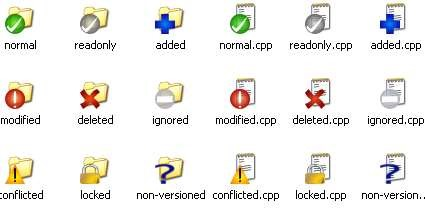 normal readonly added normal.cpp readonly.cpp added.cpp
modified deleted ignored modified.cpp deleted.cpp ignored.cpp
conflicted locked non-versioned conflicted.cpp locked.cpp non-version...